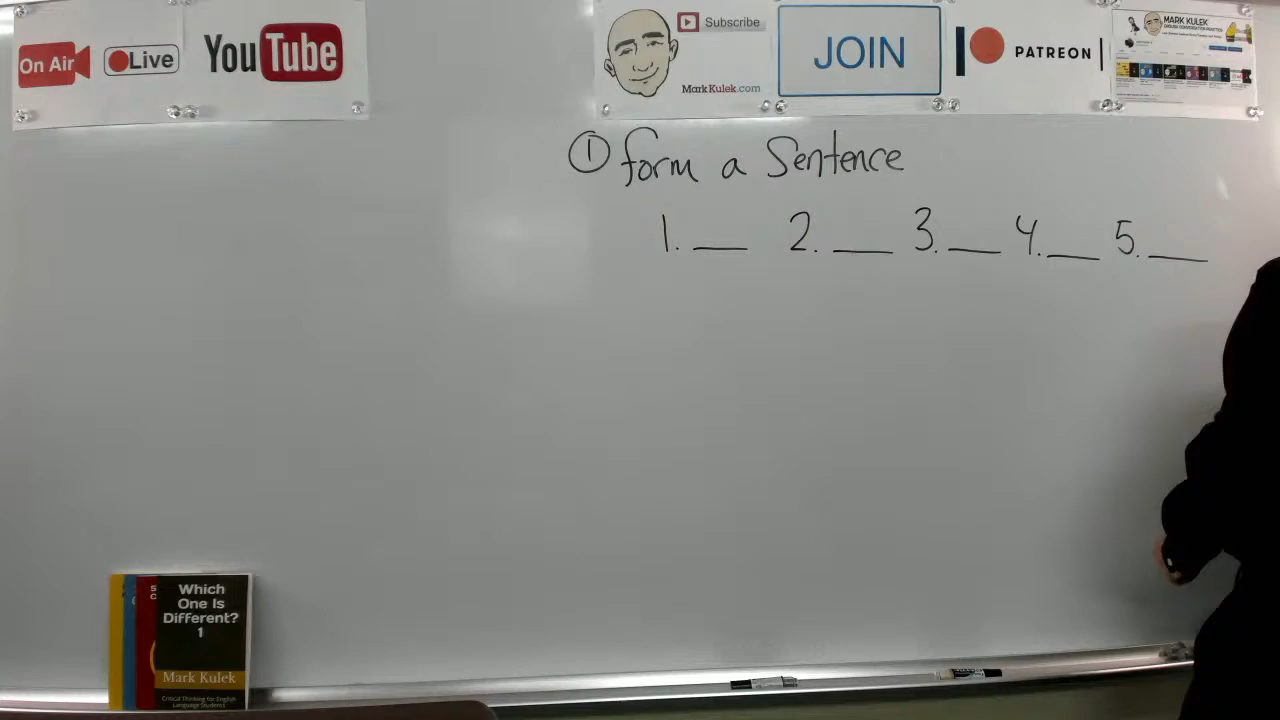 On Air
Live
YouTube
Subscribe
MarkKulek.com
JOIN
PATREON
MARK KULEK
① form a Sentence
1. __ 2. __ 3. __ 4. __ 5. __
Which
One Is
Different?
1
Mark Kulek
Critical Thinking for English
Language Students